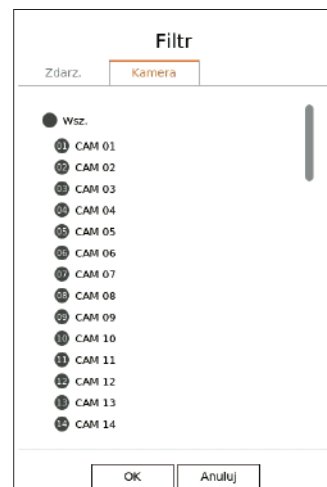 Filtr
Zdarz. Kamera
Wsz.
01 CAM 01
02 CAM 02
03 CAM 03
04 CAM 04
05 CAM 05
06 CAM 06
07 CAM 07
08 CAM 08
09 CAM 09
10 CAM 10
11 CAM 11
12 CAM 12
13 CAM 13
14 CAM 14
OK Anuluj